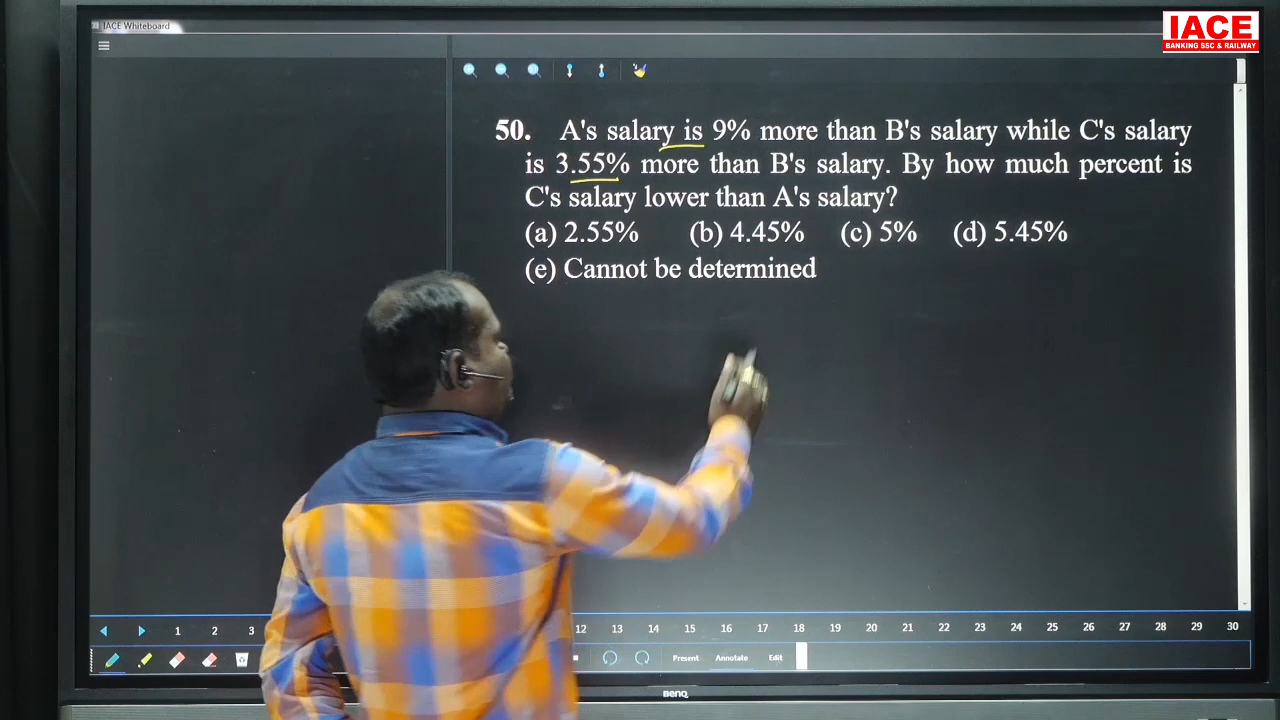 IACE Whiteboard
IACE
BANKING SSC & RAILWAY
50. A's salary is 9% more than B's salary while C's salary
is 3.55% more than B's salary. By how much percent is
C's salary lower than A's salary?
(a) 2.55% (b) 4.45% (c) 5% (d) 5.45%
(e) Cannot be determined
1 2 3 12 13 14 15 16 17 18 19 20 21 22 23 24 25 26 27 28 29 30
Present Annotate Edit
BENQ